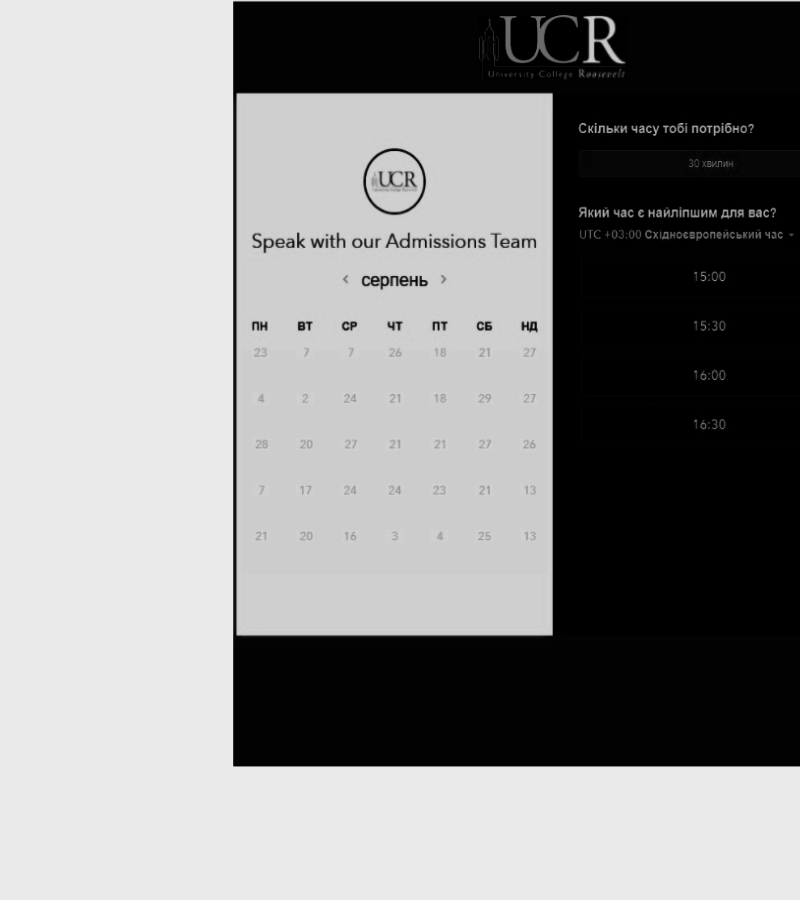 UCR
University College Roosevelt
UCR
Speak with our Admissions Team
серпень
ПН ВТ СР ЧТ ПТ СБ НД
23 7 7 26 18 21 27
4 2 24 21 18 29 27
28 20 27 21 21 27 26
7 17 24 24 23 21 13
21 20 16 3 4 25 13
Скільки часу тобі потрібно?
30 хвилин
Який час є найліпшим для вас?
UTC +03:00 Східноєвропейський час
15:00
15:30
16:00
16:30